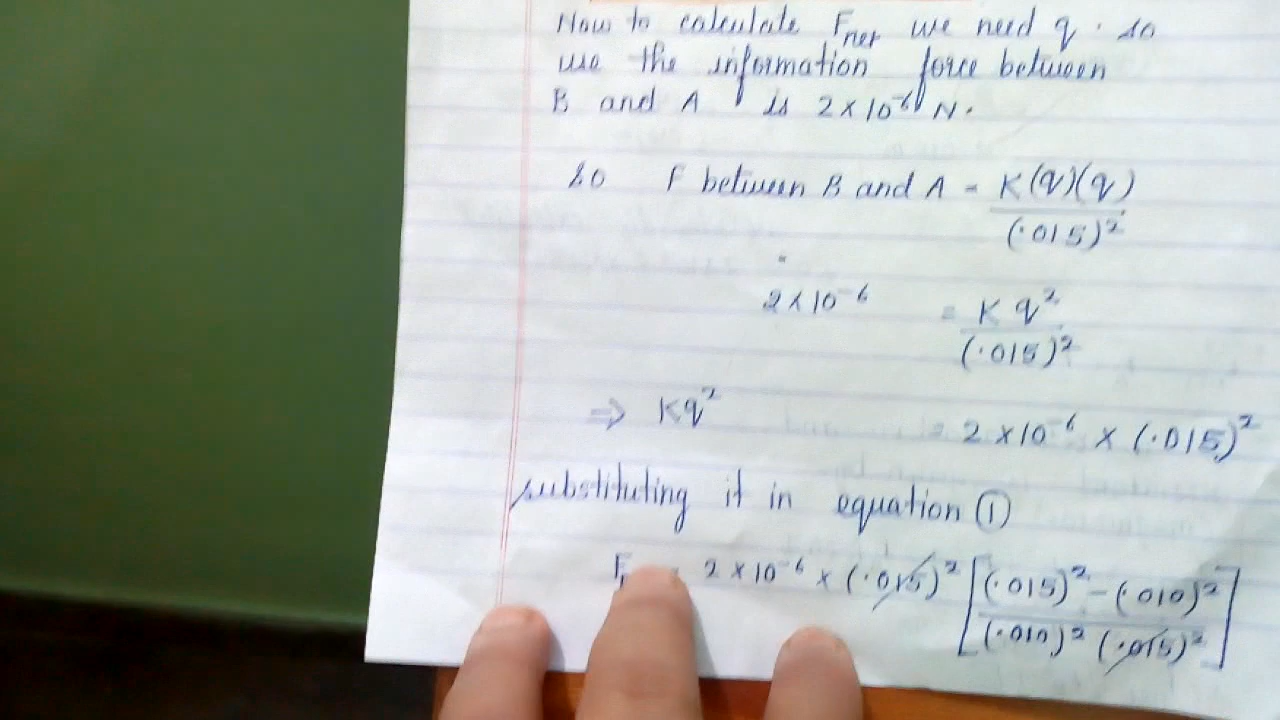 Now to calculate Fnet we need q. so
use the information force between
B and A is 2×10⁻⁶ N.
So F between B and A = K(q)(q) / (.015)²
2×10⁻⁶ = K q² / (.015)²
⇒ Kq² = 2×10⁻⁶ × (.015)²
substituting it in equation ①
F = 2×10⁻⁶ × (.015)² [(.015)² - (.010)² / (.010)² (.015)²]